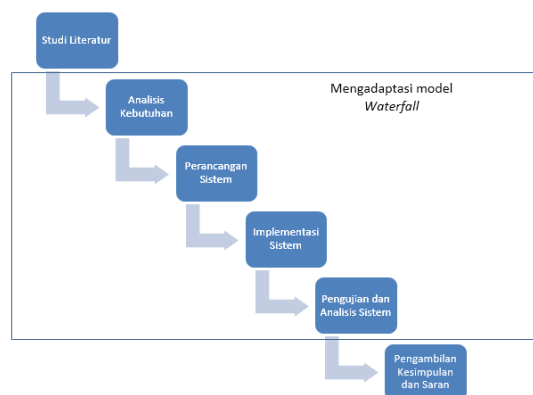 Studi Literatur
Mengadaptasi model
Waterfall
Analisis
Kebutuhan
Perancangan
Sistem
Implementasi
Sistem
Pengujian dan
Analisis Sistem
Pengambilan
Kesimpulan
dan Saran